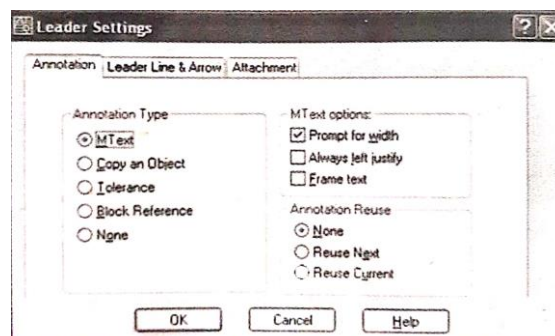 Leader Settings
Annotation
Leader Line & Arrow
Attachment
Annotation Type
MText
Copy an Object
Tolerance
Block Reference
None
MText options:
Prompt for width
Always left justify
Frame text
Annotation Reuse
None
Reuse Next
Reuse Current
OK
Cancel
Help